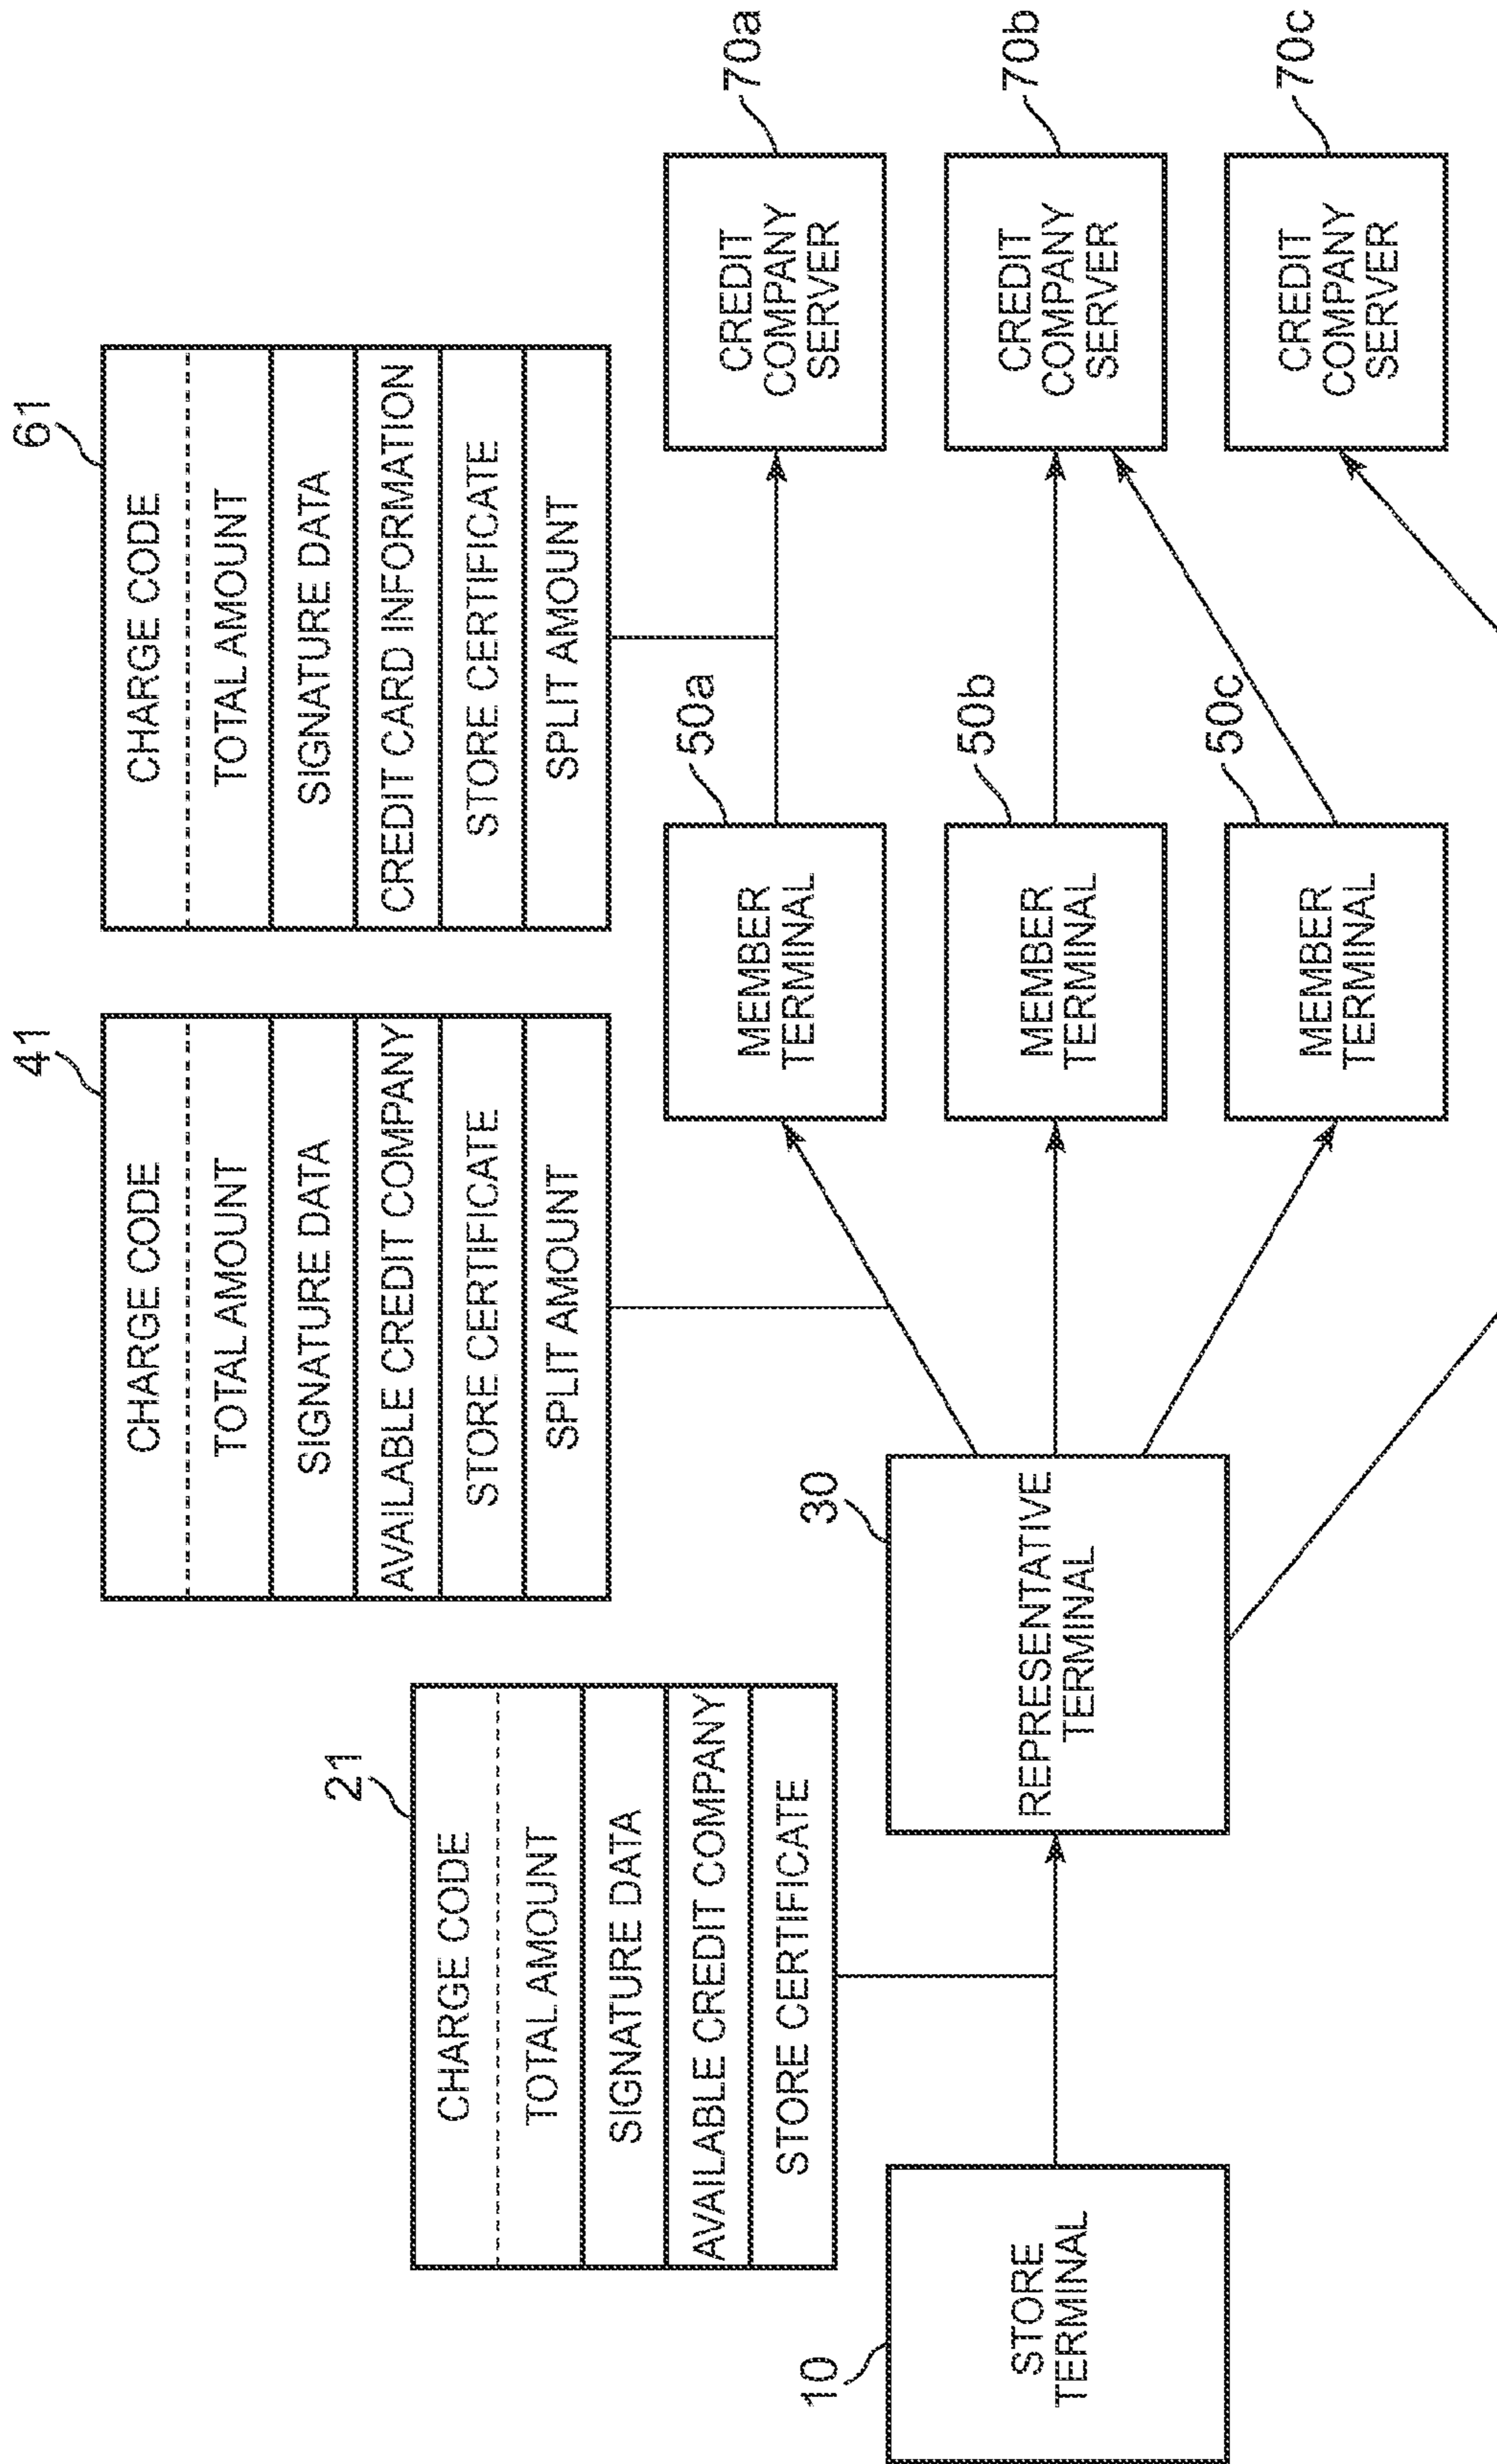 21
CHARGE CODE
TOTAL AMOUNT
SIGNATURE DATA
AVAILABLE CREDIT COMPANY
STORE CERTIFICATE
41
CHARGE CODE
TOTAL AMOUNT
SIGNATURE DATA
AVAILABLE CREDIT COMPANY
STORE CERTIFICATE
SPLIT AMOUNT
61
CHARGE CODE
TOTAL AMOUNT
SIGNATURE DATA
CREDIT CARD INFORMATION
STORE CERTIFICATE
SPLIT AMOUNT
10
STORE
TERMINAL
30
REPRESENTATIVE
TERMINAL
50a
MEMBER
TERMINAL
50b
MEMBER
TERMINAL
50c
MEMBER
TERMINAL
70a
CREDIT
COMPANY
SERVER
70b
CREDIT
COMPANY
SERVER
70c
CREDIT
COMPANY
SERVER